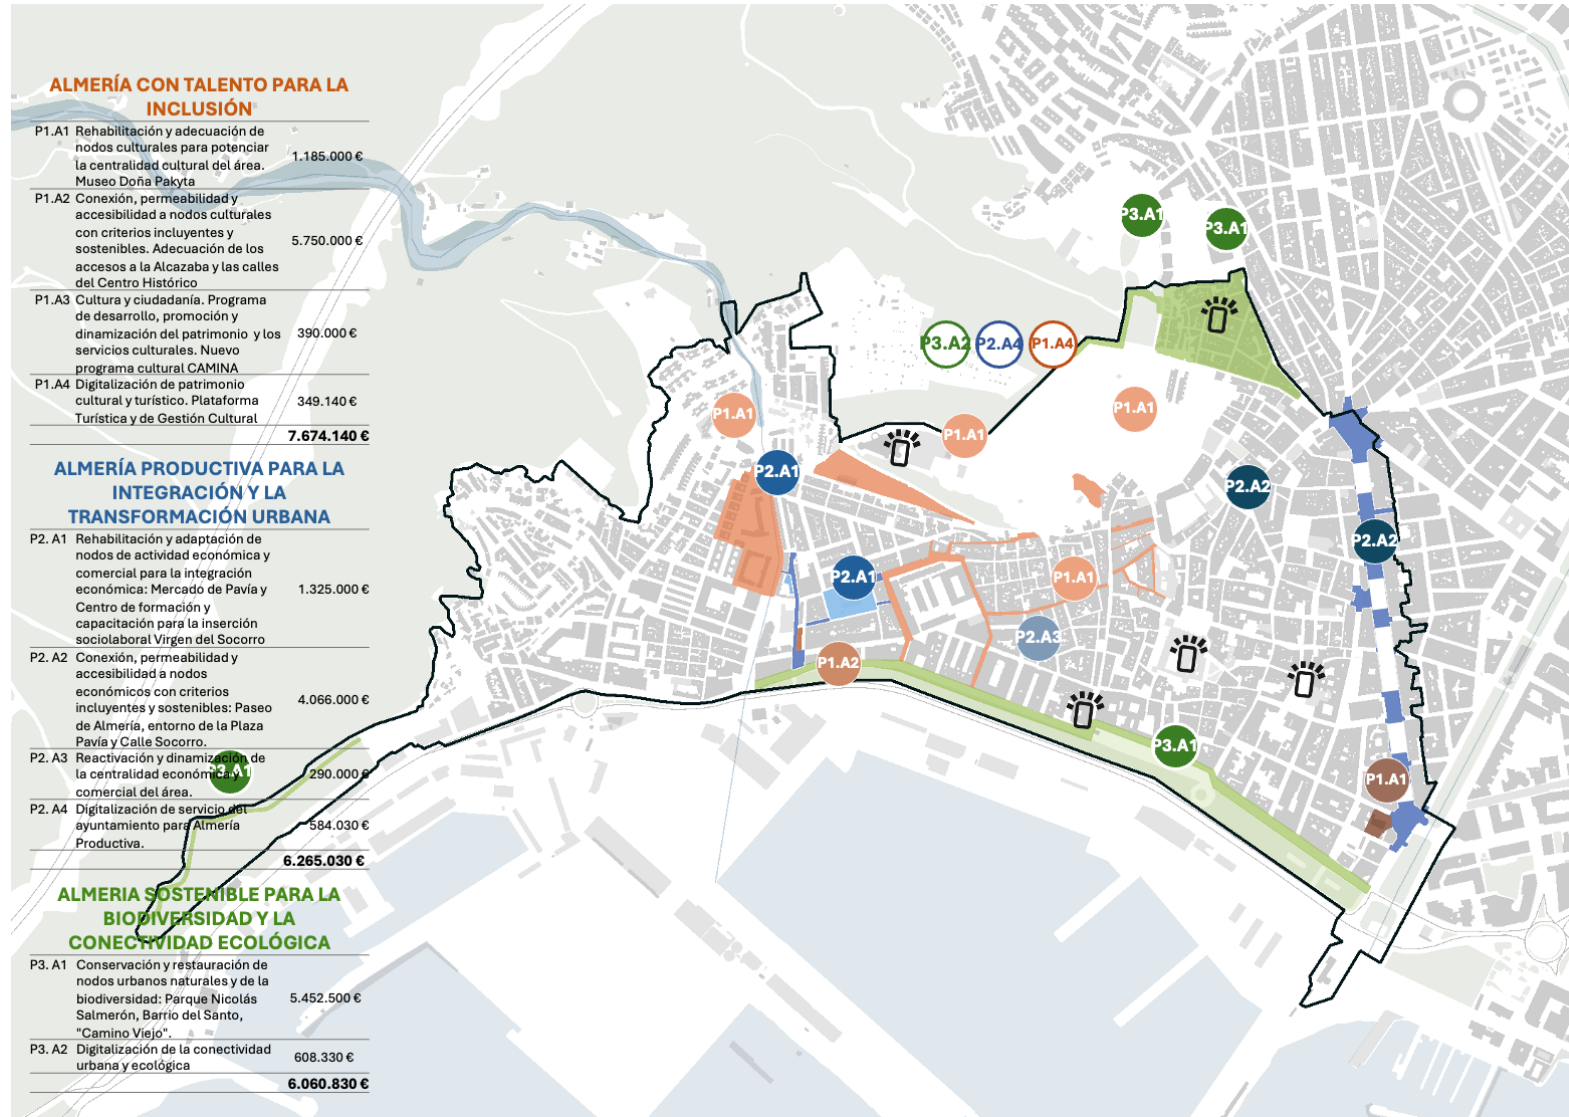 ALMERÍA CON TALENTO PARA LA
INCLUSIÓN
P1.A1 Rehabilitación y adecuación de
nodos culturales para potenciar
la centralidad cultural del área.
Museo Doña Pakyta
1.185.000 €
P1.A2 Conexión, permeabilidad y
accesibilidad a nodos culturales
con criterios incluyentes y
sostenibles. Adecuación de los
accesos a la Alcazaba y las calles
del Centro Histórico
5.750.000 €
P1.A3 Cultura y ciudadanía. Programa
de desarrollo, promoción y
dinamización del patrimonio y los
servicios culturales. Nuevo
programa cultural CAMINA
390.000 €
P1.A4 Digitalización de patrimonio
cultural y turístico. Plataforma
Turística y de Gestión Cultural
349.140 €
7.674.140 €
ALMERÍA PRODUCTIVA PARA LA
INTEGRACIÓN Y LA
TRANSFORMACIÓN URBANA
P2. A1 Rehabilitación y adaptación de
nodos de actividad económica y
comercial para la integración
económica: Mercado de Pavía y
Centro de formación y
capacitación para la inserción
sociolaboral Virgen del Socorro
1.325.000 €
P2. A2 Conexión, permeabilidad y
accesibilidad a nodos
económicos con criterios
incluyentes y sostenibles: Paseo
de Almería, entorno de la Plaza
Pavía y Calle Socorro.
4.066.000 €
P2. A3 Reactivación y dinamización de
la centralidad económica y
comercial del área.
290.000 €
P2. A4 Digitalización de servicio del
ayuntamiento para Almería
Productiva.
584.030 €
6.265.030 €
ALMERIA SOSTENIBLE PARA LA
BIODIVERSIDAD Y LA
CONECTIVIDAD ECOLÓGICA
P3. A1 Conservación y restauración de
nodos urbanos naturales y de la
biodiversidad: Parque Nicolás
Salmerón, Barrio del Santo,
"Camino Viejo".
5.452.500 €
P3. A2 Digitalización de la conectividad
urbana y ecológica
608.330 €
6.060.830 €
P3.A1
P3.A1
P3.A2
P2.A4
P1.A4
P1.A1
P1.A1
P1.A1
P2.A1
P2.A2
P2.A2
P2.A1
P1.A1
P2.A3
P1.A2
P3.A1
P3.A1
P1.A1